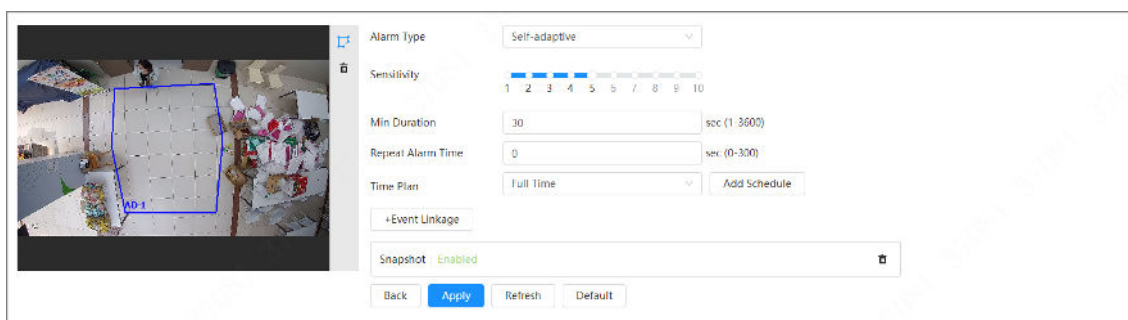 Alarm Type
Self-adaptive
Sensitivity
1 2 3 4 5 6 7 8 9 10
Min Duration
30
sec (1-3600)
Repeat Alarm Time
0
sec (0-300)
Time Plan
Full Time
Add Schedule
AD-1
+Event Linkage
Snapshot Enabled
Back Apply Refresh Default